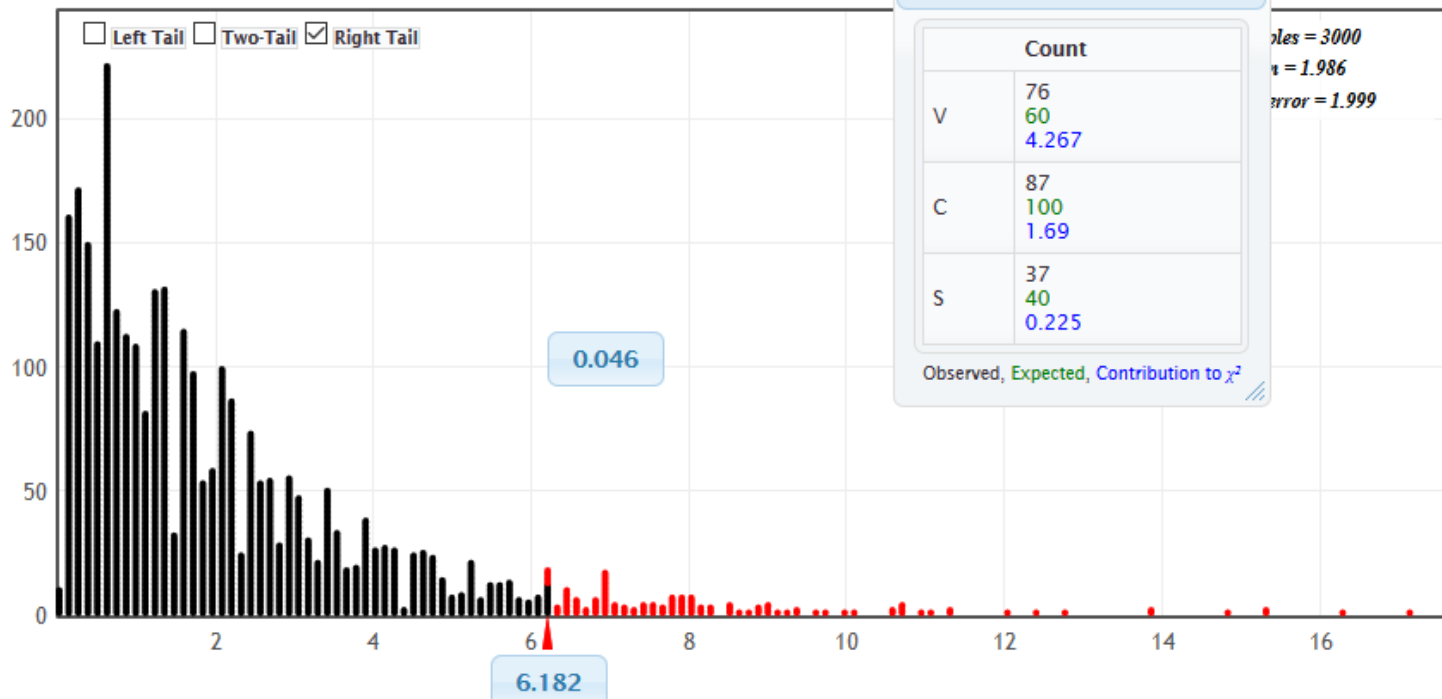 Left Tail Two-Tail Right Tail
= 3000
= 1.986
= 1.999
200
150
100
50
0
2 4 6 8 10 12 14 16
0.046
6.182
Count
V
76
60
4.267
C
87
100
1.69
S
37
40
0.225
Observed, Expected, Contribution to χ²